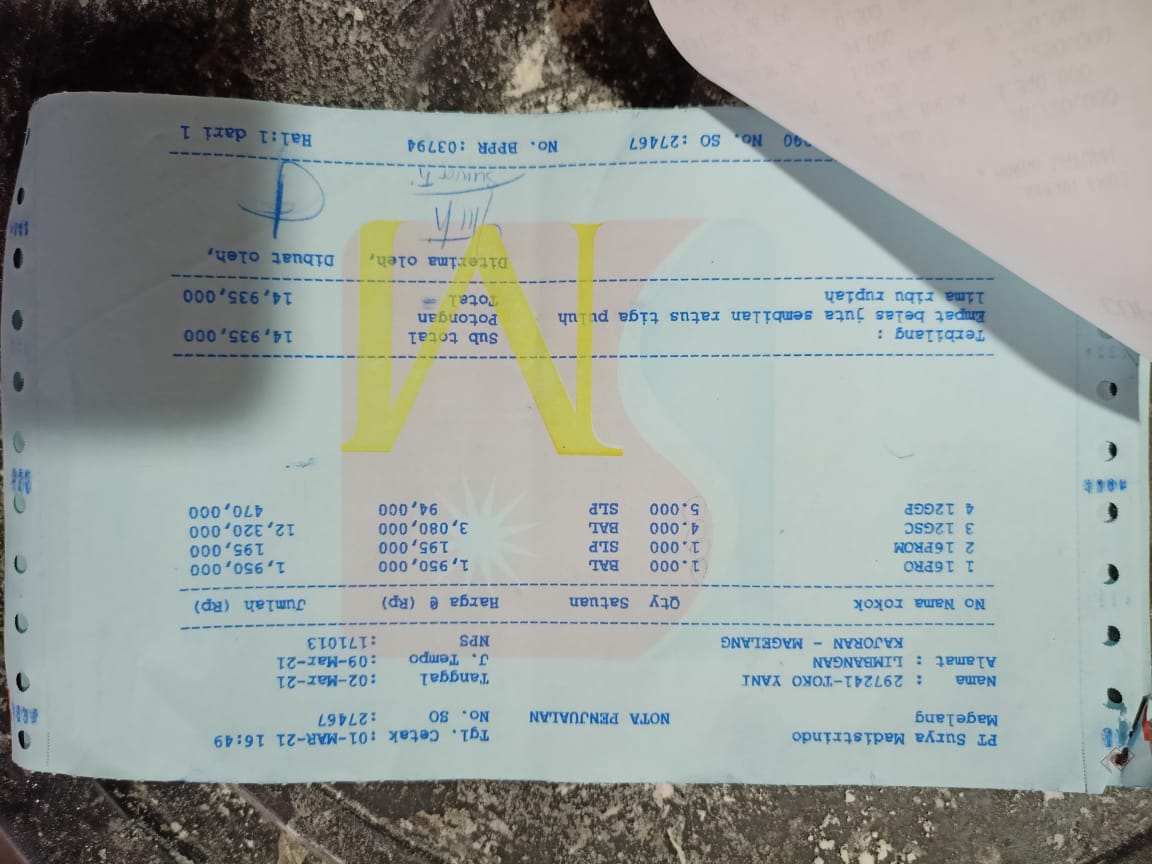 PT Surya Madistrindo
Magelang
NOTA PENJUALAN
Tgl. Cetak :01-MAR-21 16:49
No. SO :27467
Nama : 297241-TOKO YANI
Alamat : LIMBANGAN
KAJORAN - MAGELANG
Tanggal :02-Mar-21
J. Tempo :09-Mar-21
NPS :171013
No Nama rokok Qty Satuan Harga @ (Rp) Jumlah (Rp)
1 16PRO 1.000 BAL 1,950,000 1,950,000
2 16PROM 1.000 SLP 195,000 195,000
3 12GSC 4.000 BAL 3,080,000 12,320,000
4 12GGP 5.000 SLP 94,000 470,000
Terbilang :
Empat belas juta sembilan ratus tiga puluh
lima ribu rupiah
Sub total 14,935,000
Potongan
Total 14,935,000
Diterima oleh, Dibuat oleh,
M
090 No. SO :27467 No. BPPR :03794 Hal:1 dari 1